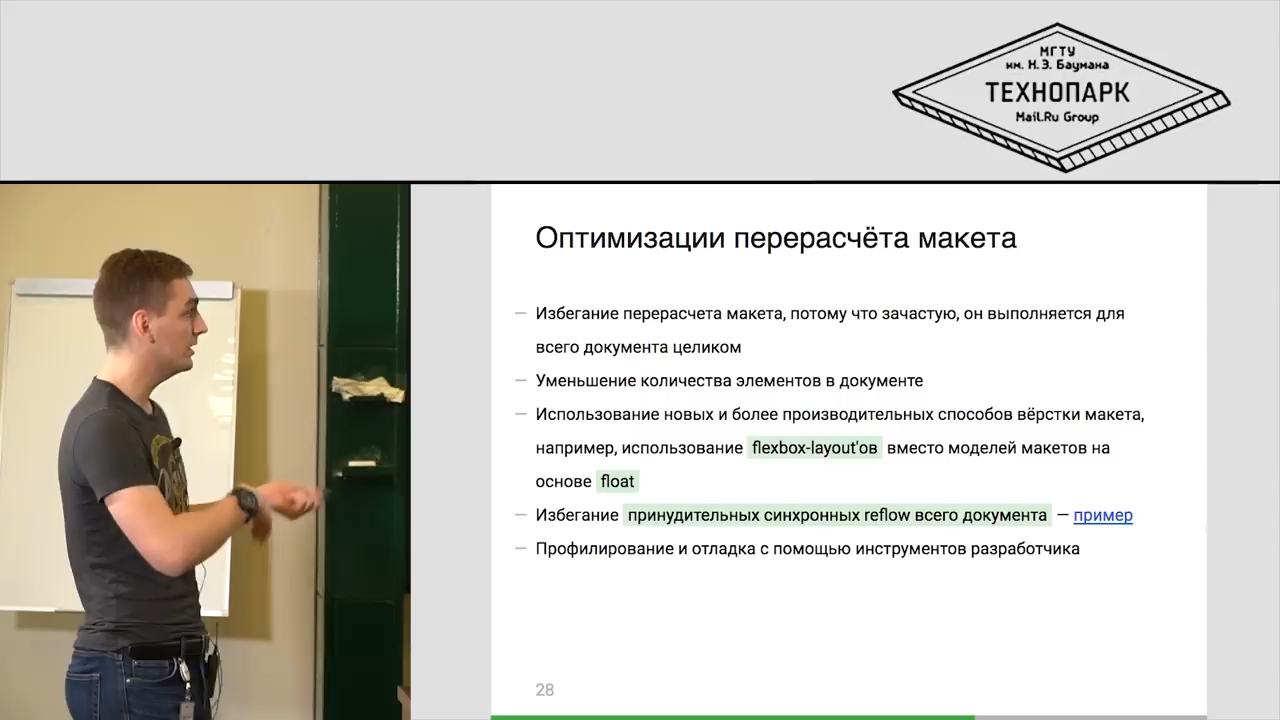 МГТУ
им. Н.Э. Баумана
ТЕХНОПАРК
Mail.Ru Group
Оптимизации перерасчёта макета
— Избегание перерасчета макета, потому что зачастую, он выполняется для
всего документа целиком
— Уменьшение количества элементов в документе
— Использование новых и более производительных способов вёрстки макета,
например, использование flexbox-layout'ов вместо моделей макетов на
основе float
— Избегание принудительных синхронных reflow всего документа — пример
— Профилирование и отладка с помощью инструментов разработчика
28